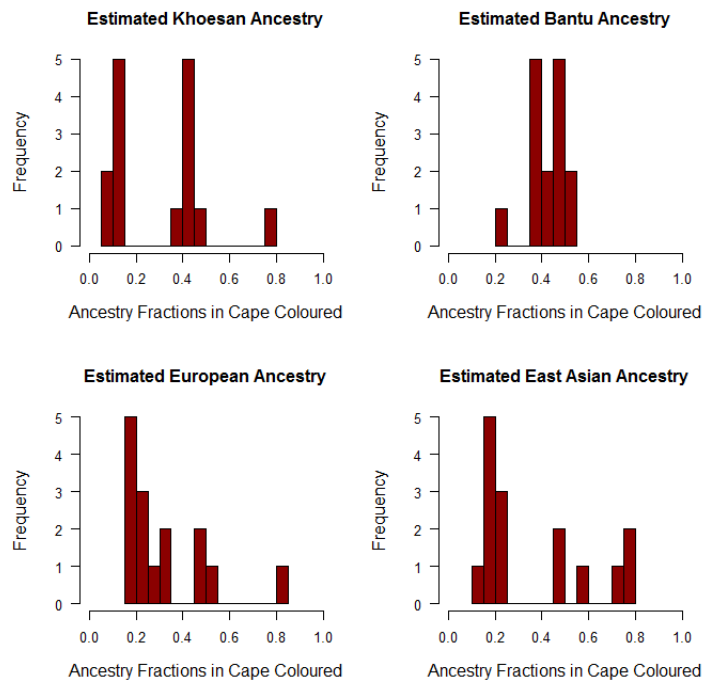 Estimated Khoesan Ancestry
Frequency
5
4
3
2
1
0
0.0 0.2 0.4 0.6 0.8 1.0
Ancestry Fractions in Cape Coloured
Estimated Bantu Ancestry
Frequency
5
4
3
2
1
0
0.0 0.2 0.4 0.6 0.8 1.0
Ancestry Fractions in Cape Coloured
Estimated European Ancestry
Frequency
5
4
3
2
1
0
0.0 0.2 0.4 0.6 0.8 1.0
Ancestry Fractions in Cape Coloured
Estimated East Asian Ancestry
Frequency
5
4
3
2
1
0
0.0 0.2 0.4 0.6 0.8 1.0
Ancestry Fractions in Cape Coloured